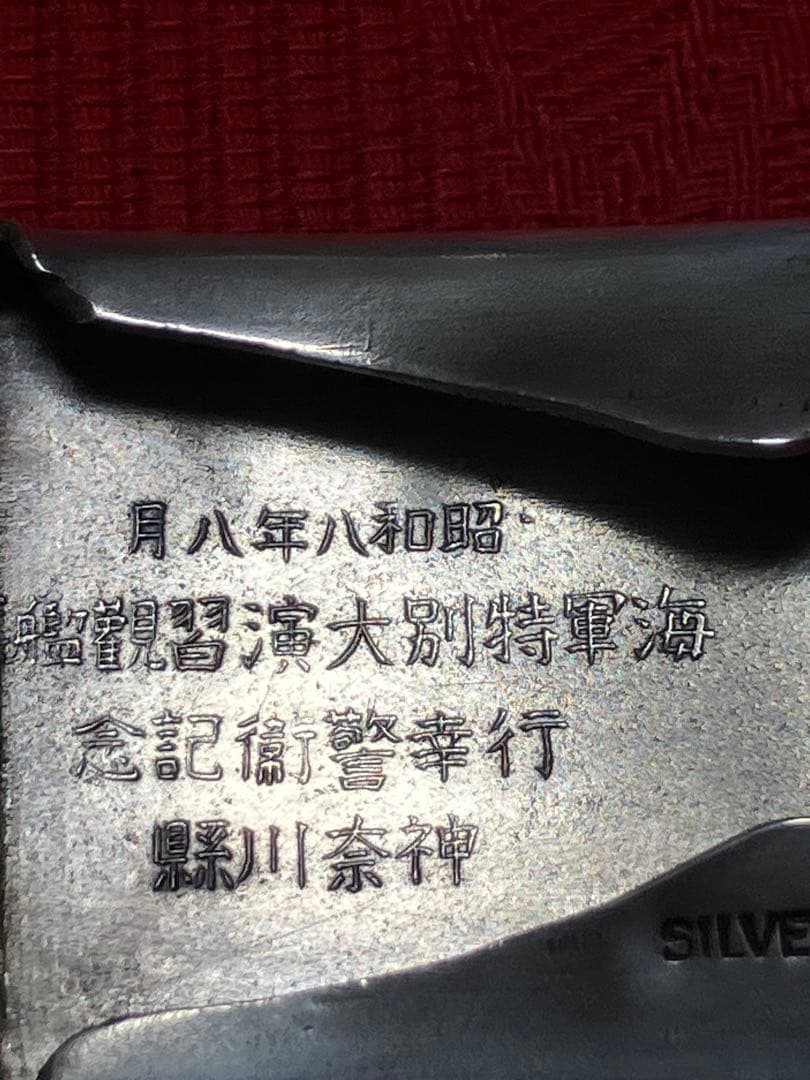 昭和八年八月
海軍特別大演習觀艦
行幸警衞記念
神奈川縣
SILVE